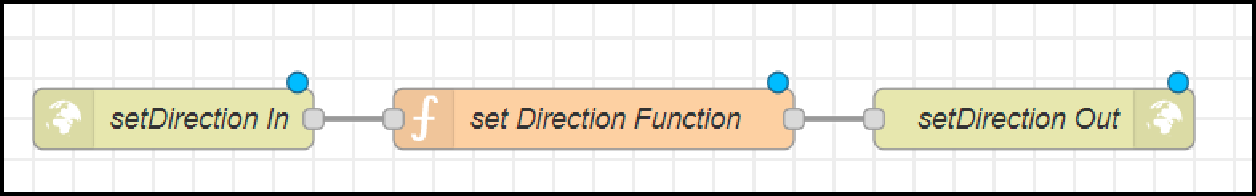 setDirection In
set Direction Function
setDirection Out